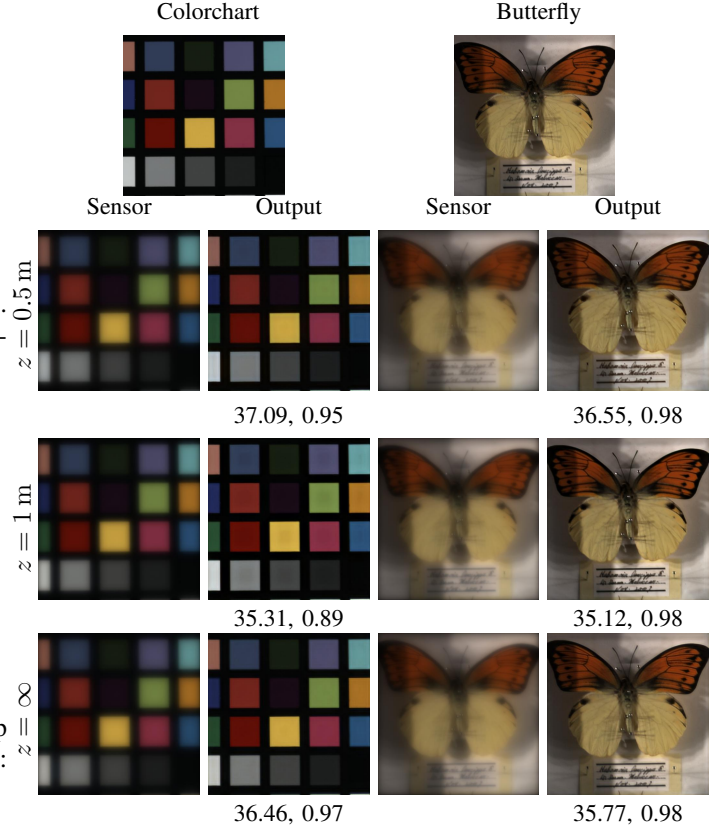 Colorchart Butterfly
Sensor Output Sensor Output
z = 0.5 m
37.09, 0.95 36.55, 0.98
z = 1 m
35.31, 0.89 35.12, 0.98
z = ∞
36.46, 0.97 35.77, 0.98